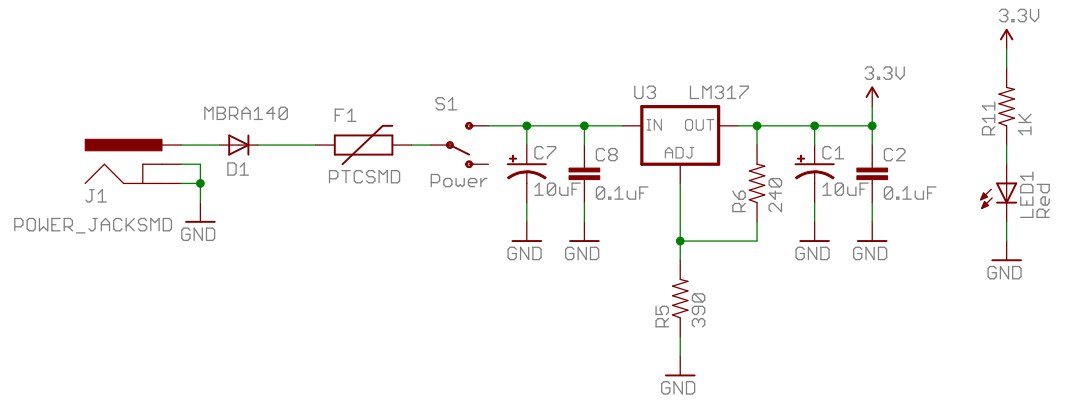 3.3V
3.3V
MBRA140
F1
S1
U3
LM317
IN
OUT
ADJ
D1
PTCSMD
Power
J1
POWER_JACKSMD
GND
C7
10uF
C8
0.1uF
R6
240
C1
10uF
C2
0.1uF
GND
GND
GND
GND
R5
390
GND
R11
1K
LED1
Red
GND